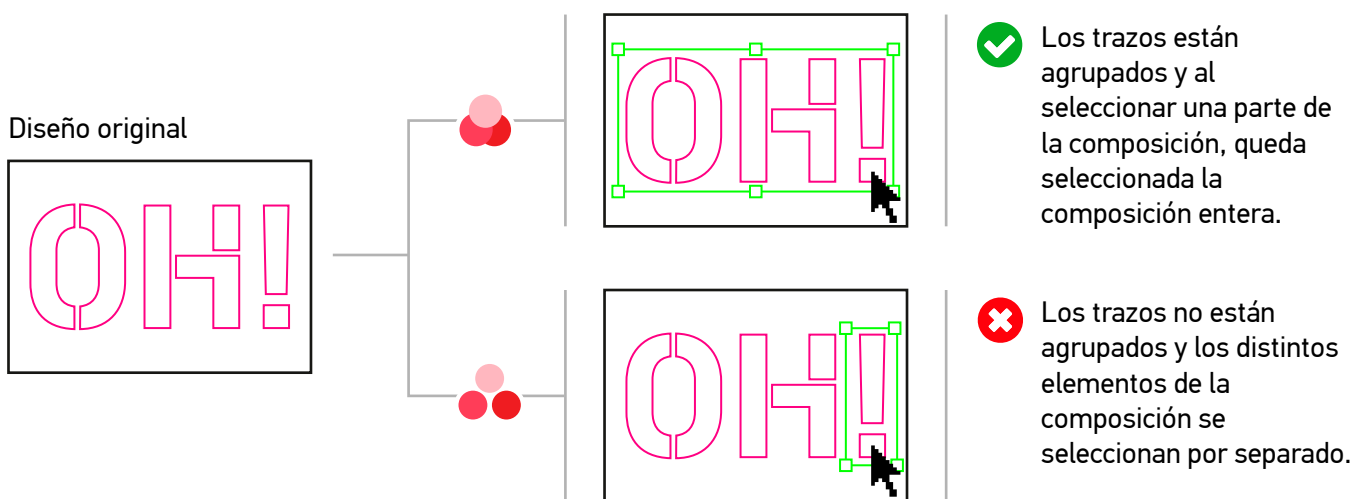 Diseño original
OH!
OH!
Los trazos están
agrupados y al
seleccionar una parte de
la composición, queda
seleccionada la
composición entera.
OH!
Los trazos no están
agrupados y los distintos
elementos de la
composición se
seleccionan por separado.